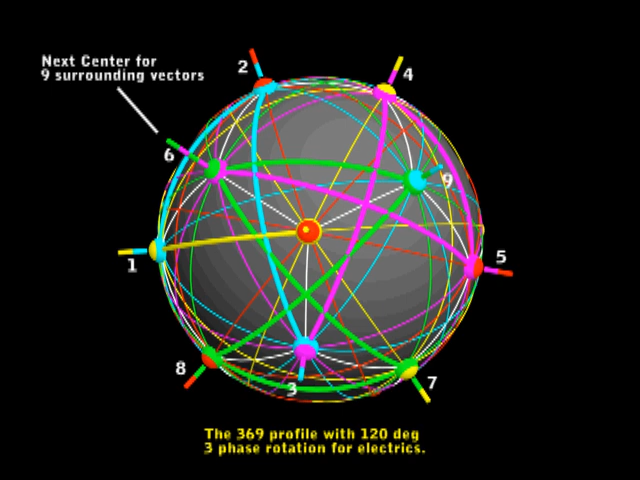 Next Center for
9 surrounding vectors
2
4
6
9
1
5
8
3
7
The 369 profile with 120 deg
3 phase rotation for electrics.